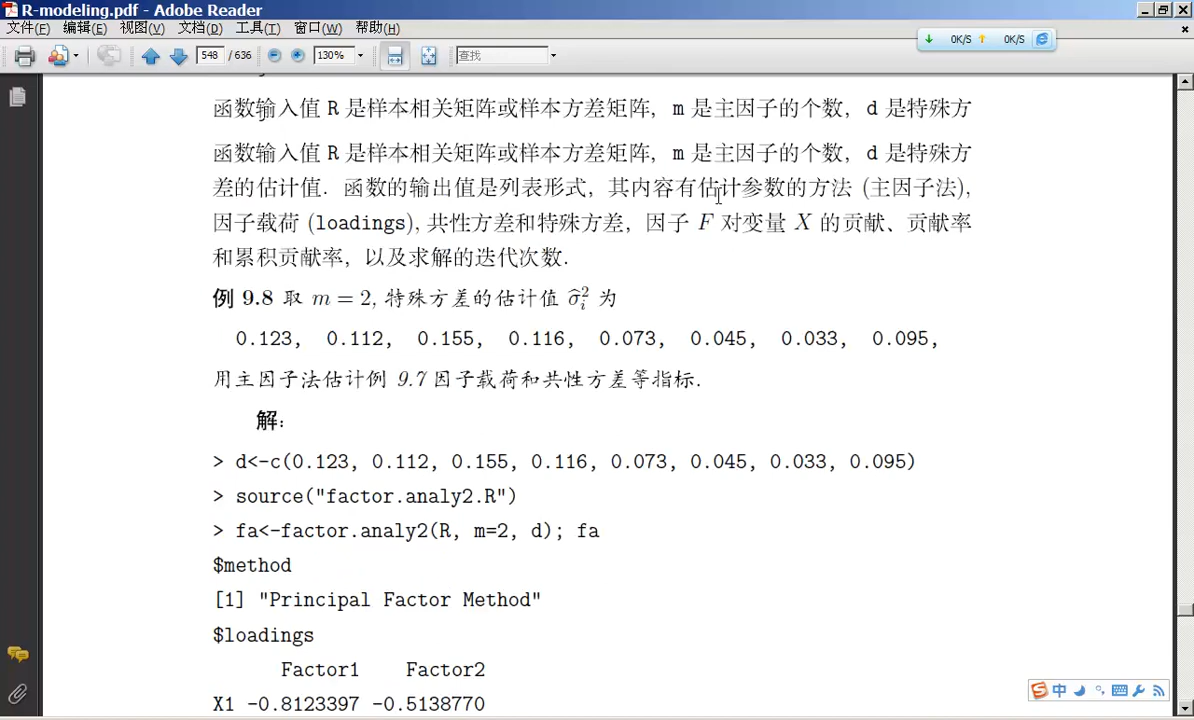 R-modeling.pdf - Adobe Reader
文件(F) 编辑(E) 视图(V) 文档(D) 工具(T) 窗口(W) 帮助(H)
0K/S 0K/S
548 / 636 130% 查找
函数输入值 R 是样本相关矩阵或样本方差矩阵, m 是主因子的个数, d 是特殊方
函数输入值 R 是样本相关矩阵或样本方差矩阵, m 是主因子的个数, d 是特殊方
差的估计值. 函数的输出值是列表形式, 其内容有估计参数的方法 (主因子法),
因子载荷 (loadings), 共性方差和特殊方差, 因子 F 对变量 X 的贡献、贡献率
和累积贡献率, 以及求解的迭代次数.
例 9.8 取 m = 2, 特殊方差的估计值 σ̂ᵢ² 为
0.123, 0.112, 0.155, 0.116, 0.073, 0.045, 0.033, 0.095,
用主因子法估计例 9.7 因子载荷和共性方差等指标.
解:
> d<-c(0.123, 0.112, 0.155, 0.116, 0.073, 0.045, 0.033, 0.095)
> source("factor.analy2.R")
> fa<-factor.analy2(R, m=2, d); fa
$method
[1] "Principal Factor Method"
$loadings
Factor1 Factor2
X1 -0.8123397 -0.5138770
中